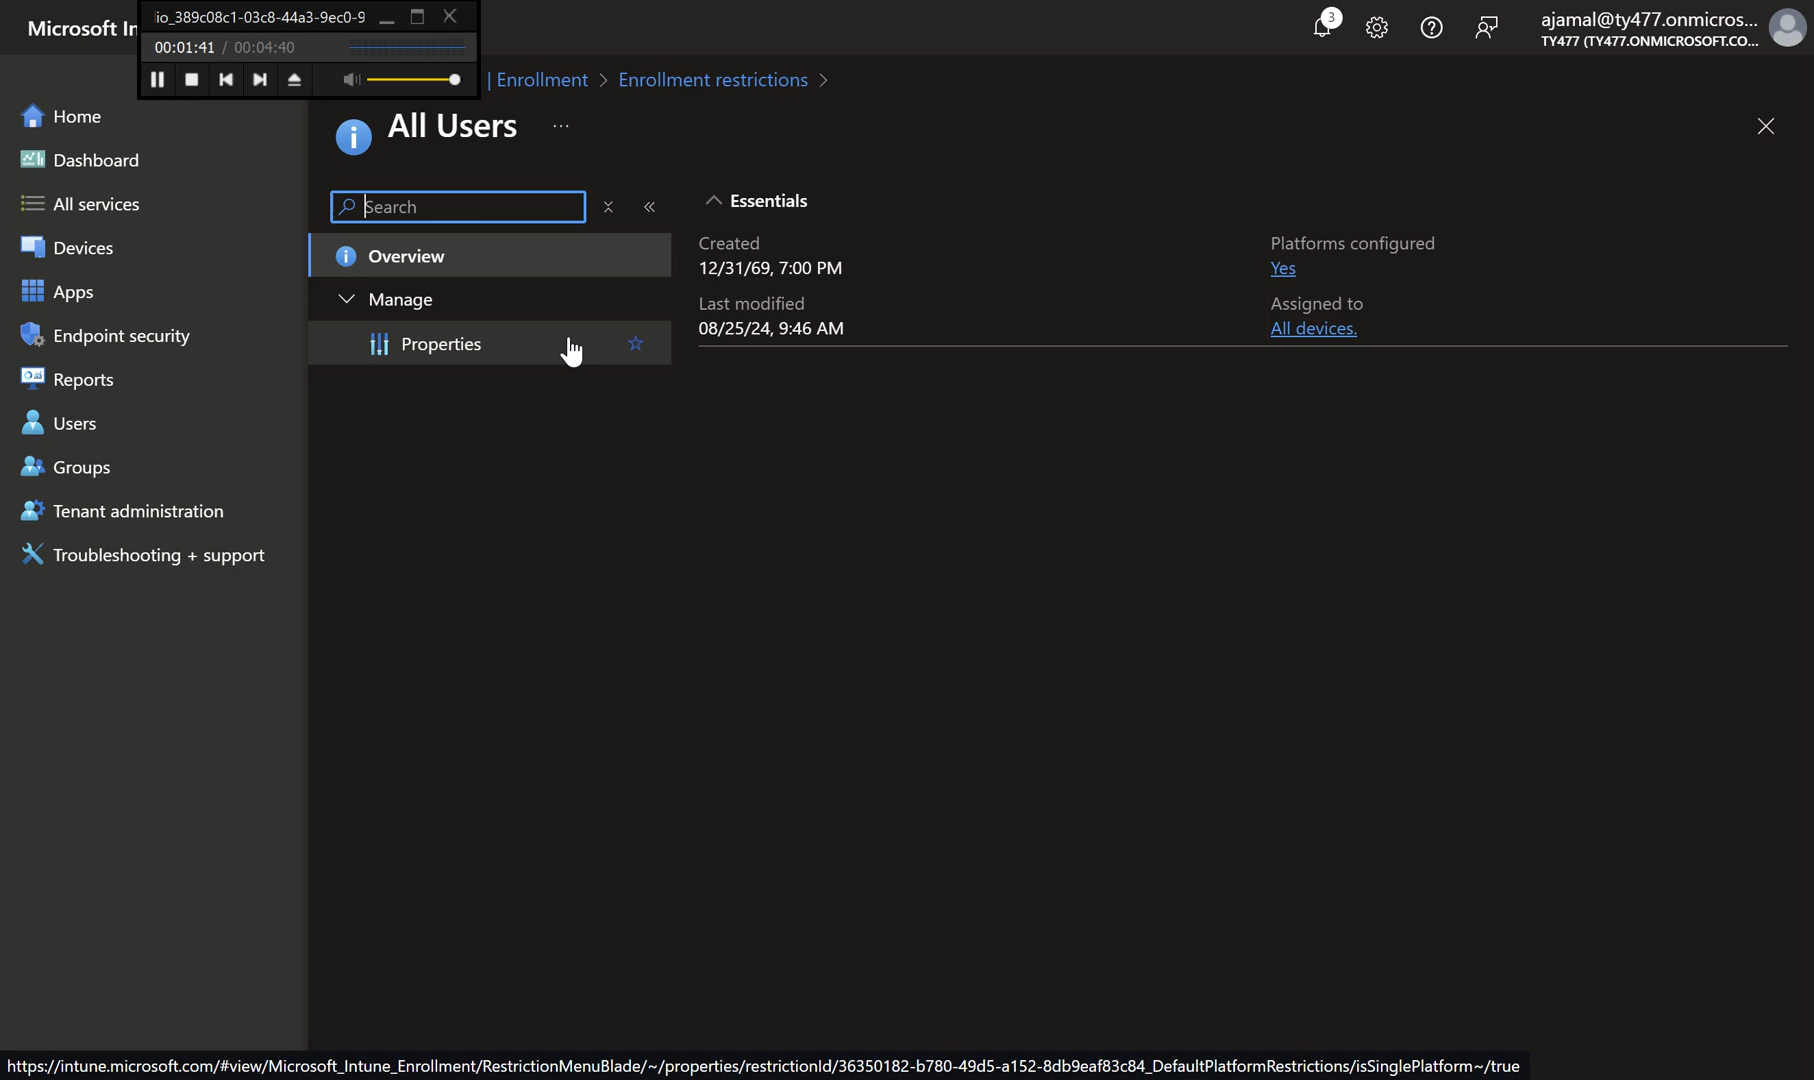 Microsoft In
io_389c08c1-03c8-44a3-9ec0-9
00:01:41 / 00:04:40
3
ajamal@ty477.onmicros...
TY477 (TY477.ONMICROSOFT.CO...
| Enrollment > Enrollment restrictions >
Home
Dashboard
All services
Devices
Apps
Endpoint security
Reports
Users
Groups
Tenant administration
Troubleshooting + support
All Users ...
Search
Overview
Manage
Properties
Essentials
Created
12/31/69, 7:00 PM
Last modified
08/25/24, 9:46 AM
Platforms configured
Yes
Assigned to
All devices.
https://intune.microsoft.com/#view/Microsoft_Intune_Enrollment/RestrictionMenuBlade/~/properties/restrictionId/36350182-b780-49d5-a152-8db9eaf83c84_DefaultPlatformRestrictions/isSinglePlatform~/true